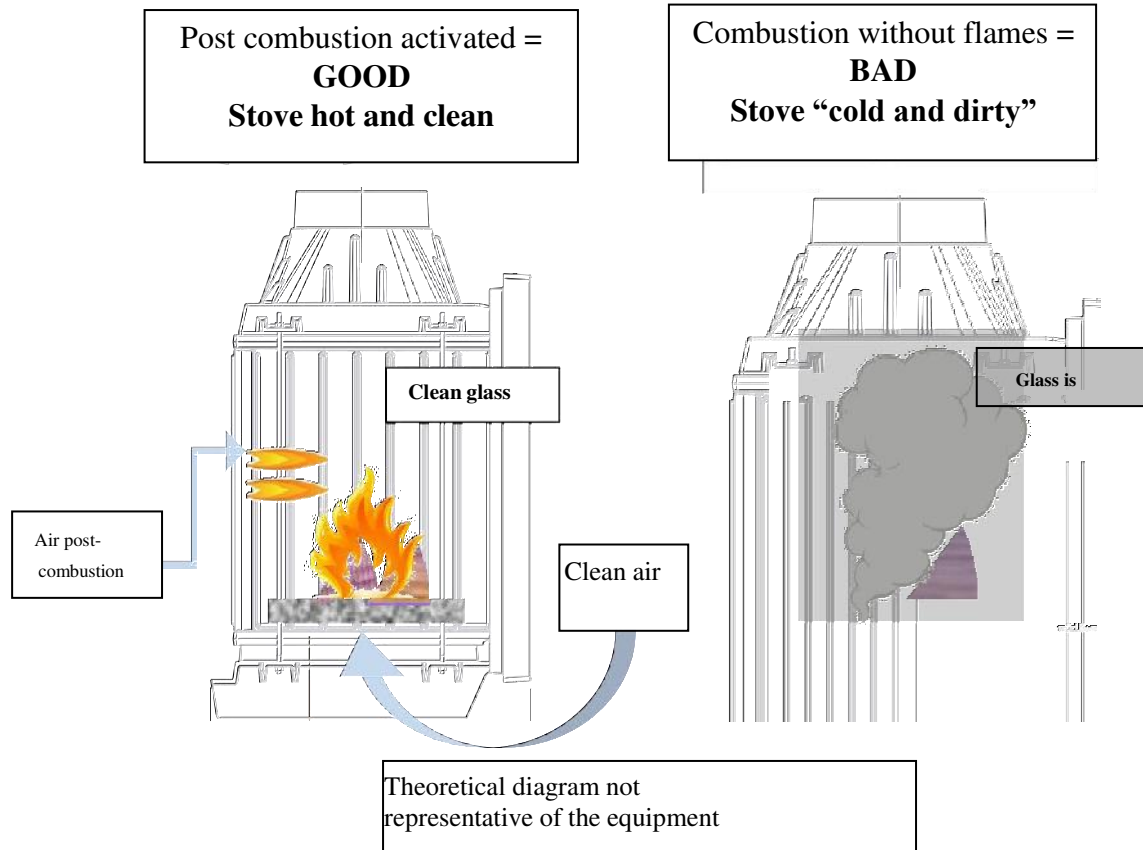 Post combustion activated =
GOOD
Stove hot and clean
Combustion without flames =
BAD
Stove “cold and dirty”
Clean glass
Glass is
Air post-
combustion
Clean air
Theoretical diagram not
representative of the equipment